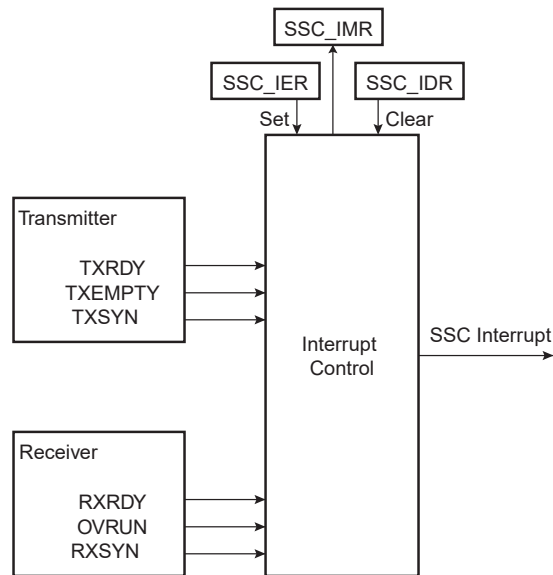 SSC_IMR
SSC_IER
SSC_IDR
Set
Clear
Transmitter
TXRDY
TXEMPTY
TXSYN
Interrupt
Control
SSC Interrupt
Receiver
RXRDY
OVRUN
RXSYN